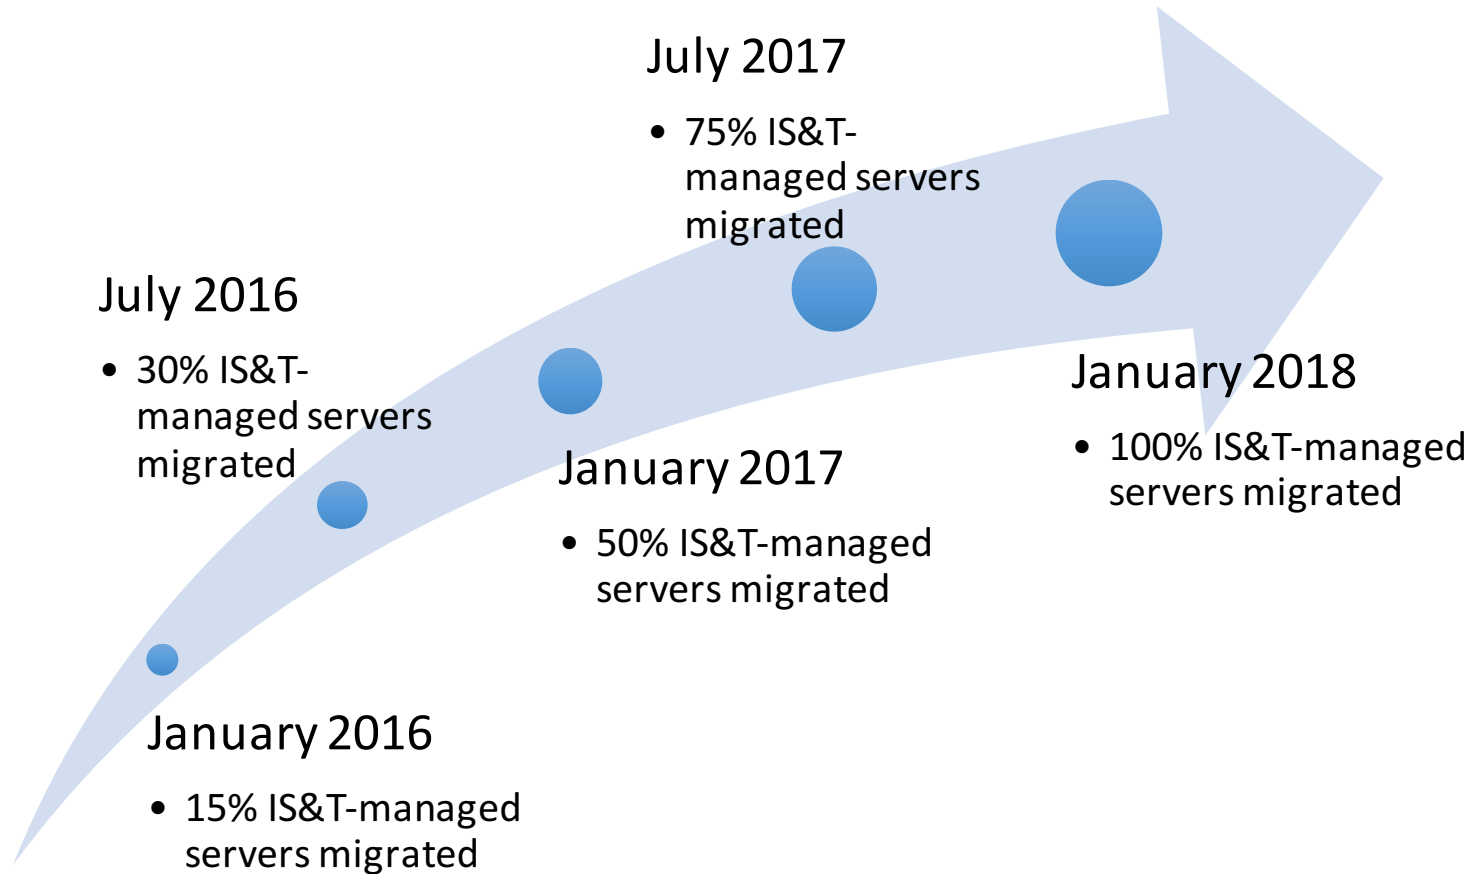 July 2017
• 75% IS&T-
managed servers
migrated
July 2016
• 30% IS&T-
managed servers
migrated
January 2018
• 100% IS&T-managed
servers migrated
January 2017
• 50% IS&T-managed
servers migrated
January 2016
• 15% IS&T-managed
servers migrated